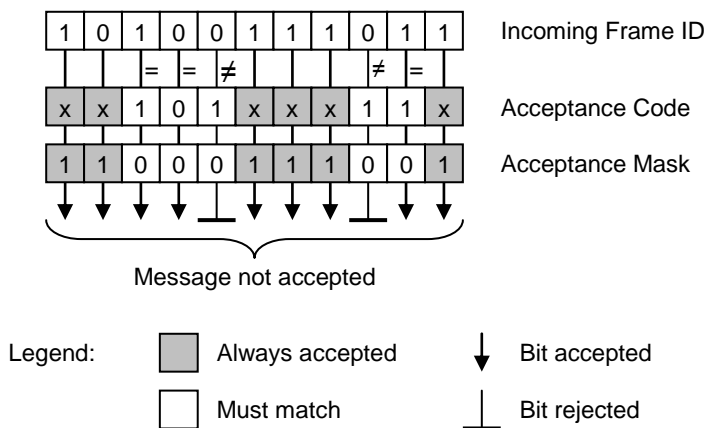 1 0 1 0 0 1 1 1 0 1 1 Incoming Frame ID
= = ≠ ≠ =
x x 1 0 1 x x x 1 1 x Acceptance Code
1 1 0 0 0 1 1 1 0 0 1 Acceptance Mask
Message not accepted
Legend: Always accepted Bit accepted
Must match Bit rejected